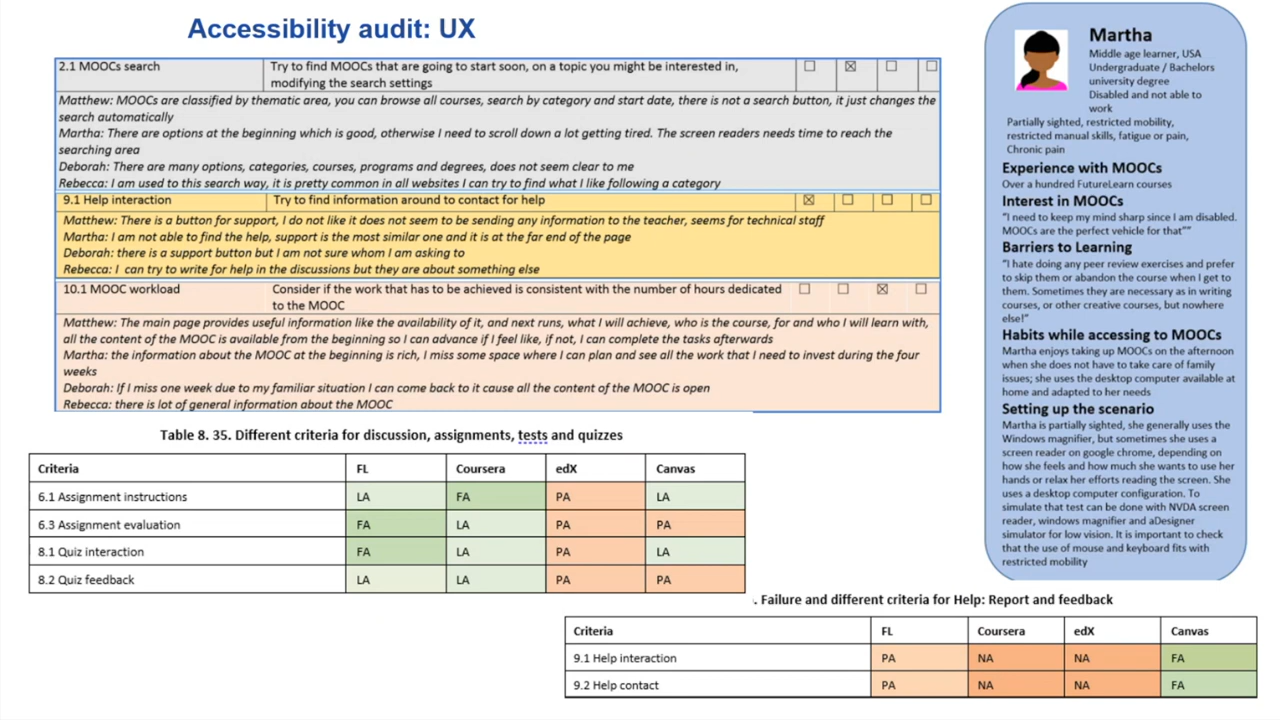 Accessibility audit: UX
2.1 MOOCs search
Try to find MOOCs that are going to start soon, on a topic you might be interested in,
modifying the search settings
☐ ☒ ☐ ☐
Matthew: MOOCs are classified by thematic area, you can browse all courses, search by category and start date, there is not a search button, it just changes the
search automatically
Martha: There are options at the beginning which is good, otherwise I need to scroll down a lot getting tired. The screen readers needs time to reach the
searching area
Deborah: There are many options, categories, courses, programs and degrees, does not seem clear to me
Rebecca: I am used to this search way, it is pretty common in all websites I can try to find what I like following a category
9.1 Help interaction
Try to find information around to contact for help
☒ ☐ ☐ ☐
Matthew: There is a button for support, I do not like it does not seem to be sending any information to the teacher, seems for technical staff
Martha: I am not able to find the help, support is the most similar one and it is at the far end of the page
Deborah: there is a support button but I am not sure whom I am asking to
Rebecca: I can try to write for help in the discussions but they are about something else
10.1 MOOC workload
Consider if the work that has to be achieved is consistent with the number of hours dedicated
to the MOOC
☐ ☐ ☒ ☐
Matthew: The main page provides useful information like the availability of it, and next runs, what I will achieve, who is the course, for and who I will learn with,
all the content of the MOOC is available from the beginning so I can advance if I feel like, if not, I can complete the tasks afterwards
Martha: the information about the MOOC at the beginning is rich, I miss some space where I can plan and see all the work that I need to invest during the four
weeks
Deborah: If I miss one week due to my familiar situation I can come back to it cause all the content of the MOOC is open
Rebecca: there is lot of general information about the MOOC
Martha
Middle age learner, USA
Undergraduate / Bachelors
university degree
Disabled and not able to
work
Partially sighted, restricted mobility,
restricted manual skills, fatigue or pain,
Chronic pain
Experience with MOOCs
Over a hundred FutureLearn courses
Interest in MOOCs
“I need to keep my mind sharp since I am disabled.
MOOCs are the perfect vehicle for that””
Barriers to Learning
“I hate doing any peer review exercises and prefer
to skip them or abandon the course when I get to
them. Sometimes they are necessary as in writing
courses, or other creative courses, but nowhere
else!”
Habits while accessing to MOOCs
Martha enjoys taking up MOOCs on the afternoon
when she does not have to take care of family
issues; she uses the desktop computer available at
home and adapted to her needs
Setting up the scenario
Martha is partially sighted, she generally uses the
Windows magnifier, but sometimes she uses a
screen reader on google chrome, depending on
how she feels and how much she wants to use her
hands or relax her efforts reading the screen. She
uses a desktop computer configuration. To
simulate that test can be done with NVDA screen
reader, windows magnifier and aDesigner
simulator for low vision. It is important to check
that the use of mouse and keyboard fits with
restricted mobility
Table 8. 35. Different criteria for discussion, assignments, tests and quizzes
Criteria FL Coursera edX Canvas
6.1 Assignment instructions LA FA PA LA
6.3 Assignment evaluation FA LA PA PA
8.1 Quiz interaction FA LA PA LA
8.2 Quiz feedback LA LA PA PA
. Failure and different criteria for Help: Report and feedback
Criteria FL Coursera edX Canvas
9.1 Help interaction PA NA NA FA
9.2 Help contact PA NA NA FA